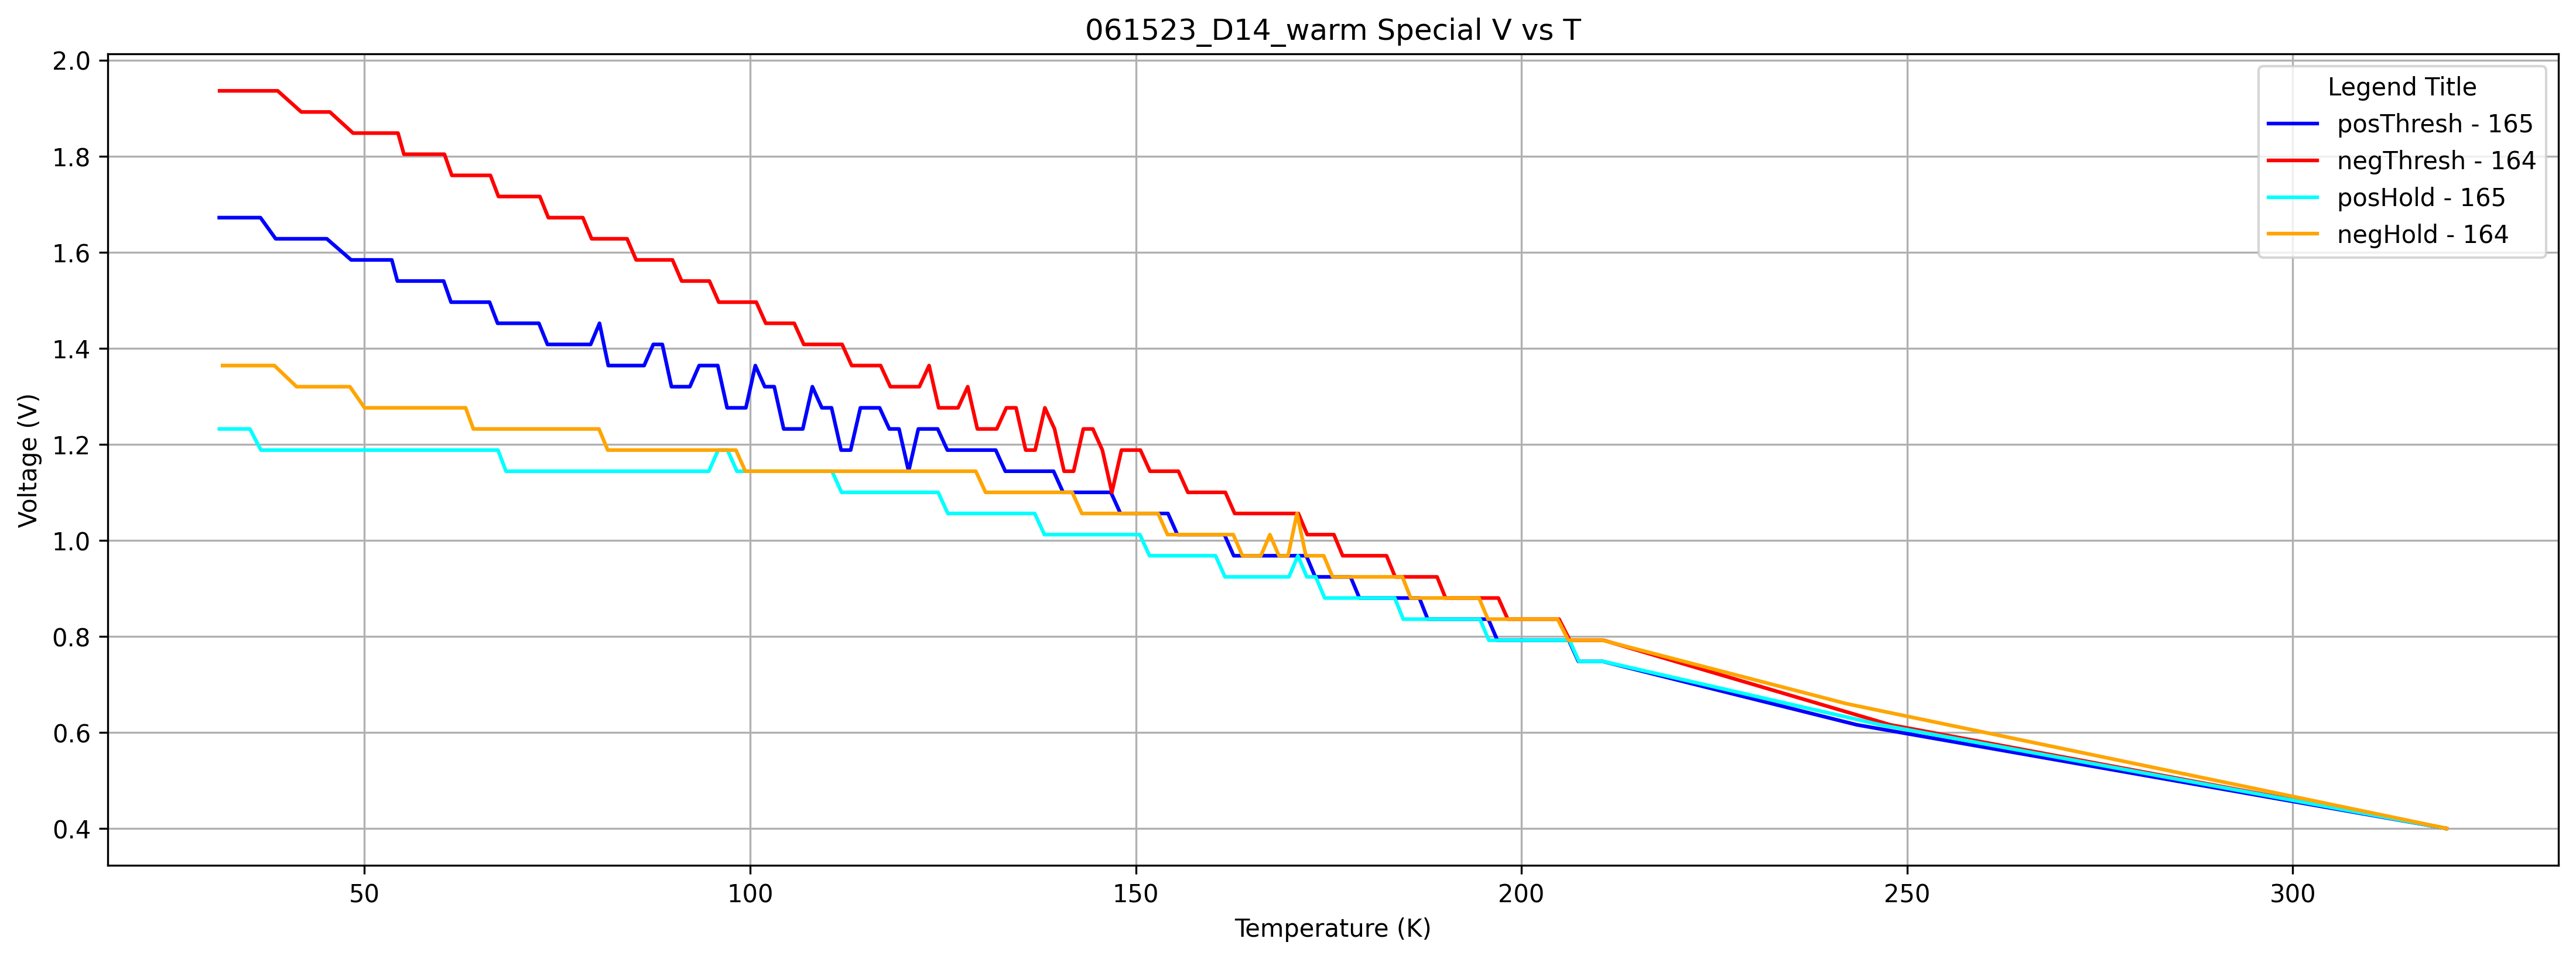 061523_D14_warm Special V vs T
Legend Title
posThresh - 165
negThresh - 164
posHold - 165
negHold - 164
2.0
1.8
1.6
1.4
1.2
1.0
0.8
0.6
0.4
Voltage (V)
50 100 150 200 250 300
Temperature (K)